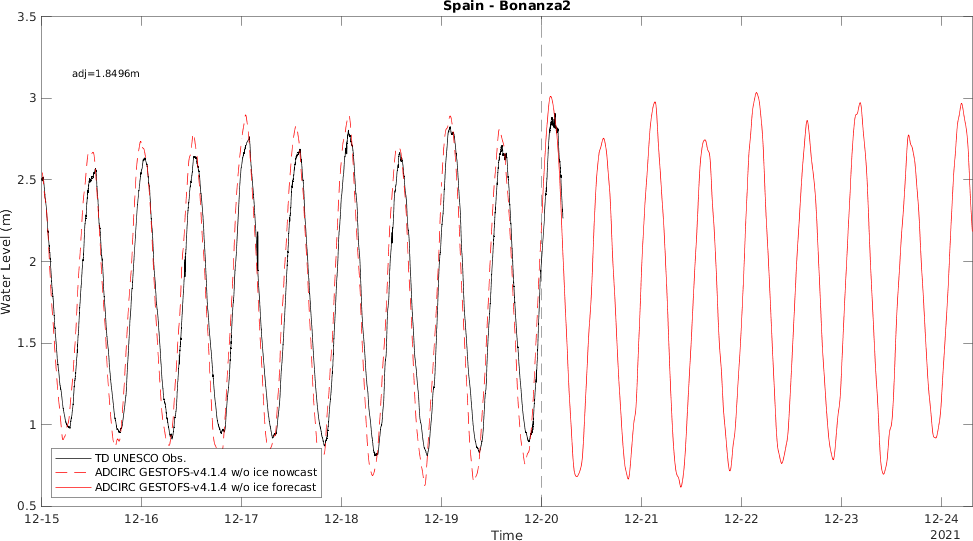 Spain - Bonanza2
adj=1.8496m
Water Level (m)
3.5
3
2.5
2
1.5
1
0.5
TD UNESCO Obs.
ADCIRC GESTOFS-v4.1.4 w/o ice nowcast
ADCIRC GESTOFS-v4.1.4 w/o ice forecast
12-15 12-16 12-17 12-18 12-19 12-20 12-21 12-22 12-23 12-24
2021
Time